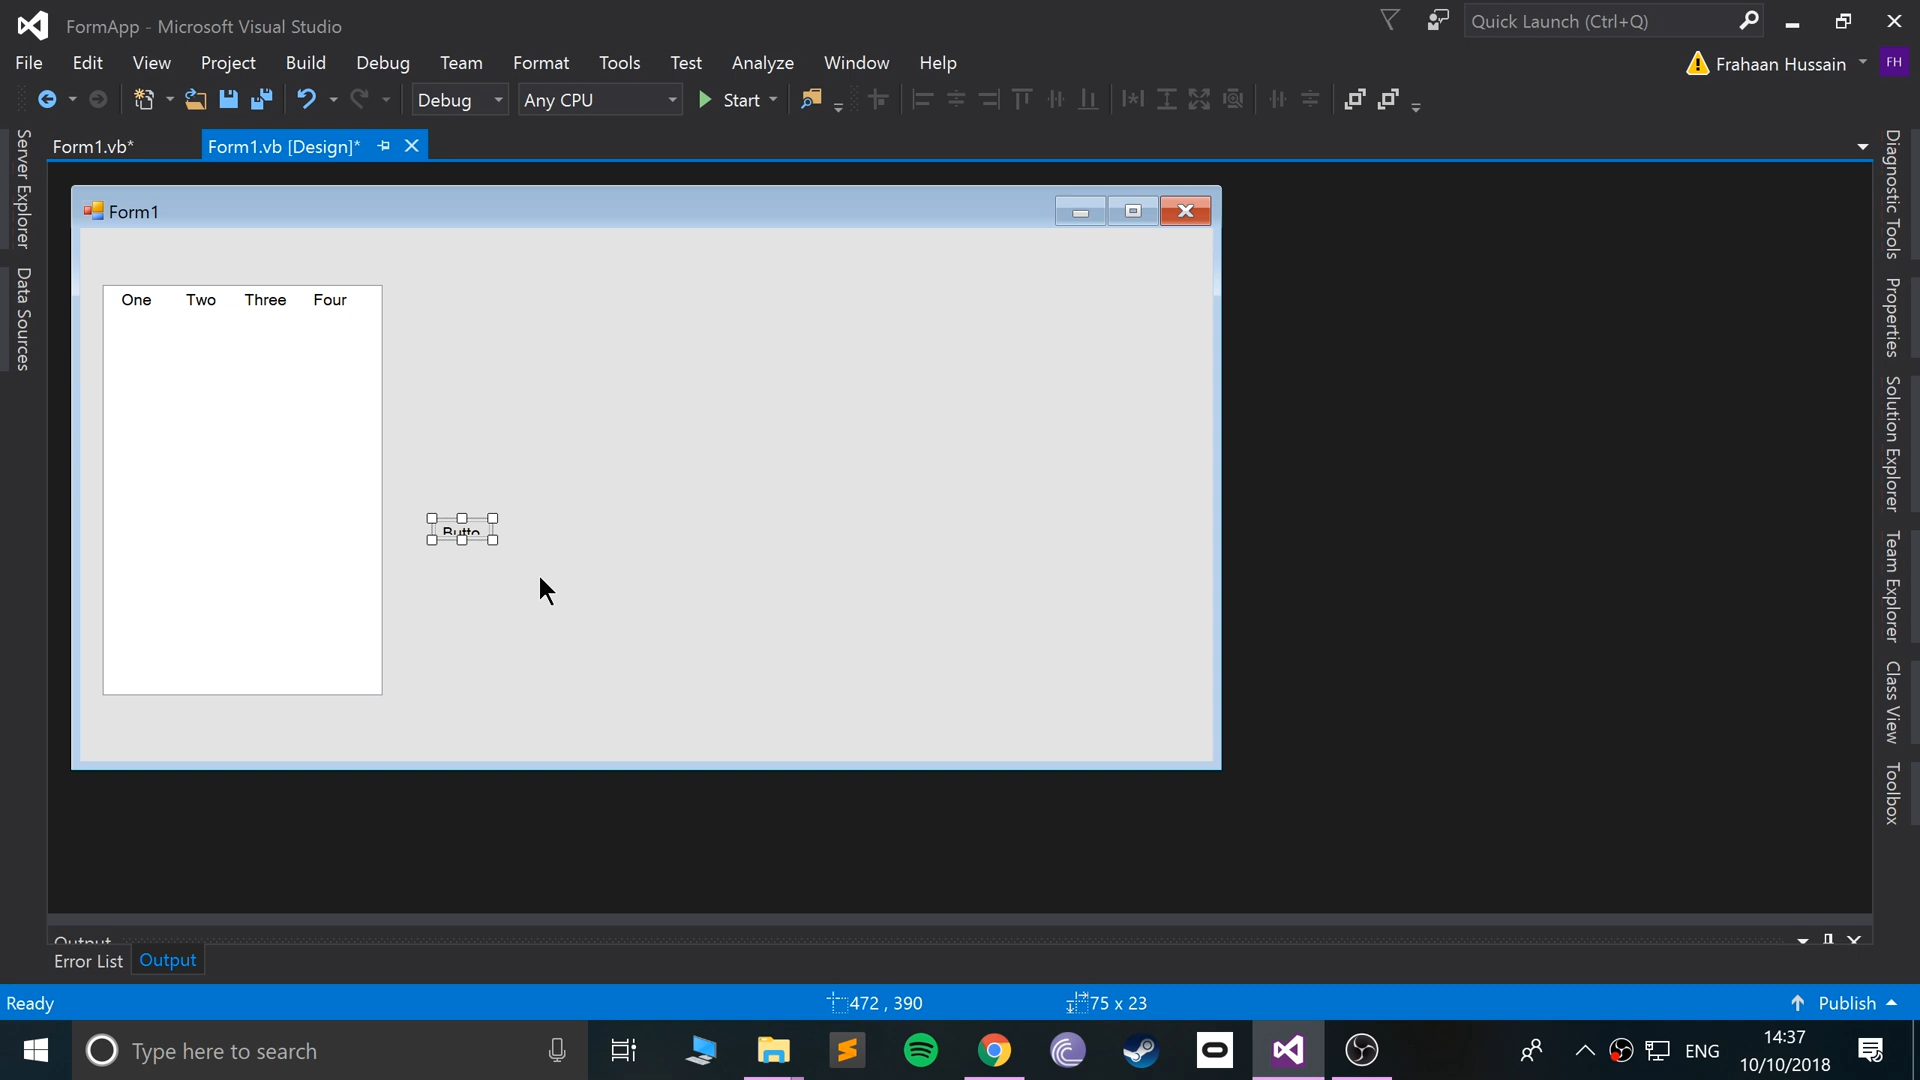 FormApp - Microsoft Visual Studio
Quick Launch (Ctrl+Q)
File Edit View Project Build Debug Team Format Tools Test Analyze Window Help
Frahaan Hussain FH
Debug Any CPU Start
Form1.vb* Form1.vb [Design]*
Server Explorer
Data Sources
Form1
One Two Three Four
Butto
Diagnostic Tools
Properties
Solution Explorer
Team Explorer
Class View
Toolbox
Output
Error List Output
Ready 472 , 390 75 x 23 Publish
Type here to search
ENG
14:37
10/10/2018